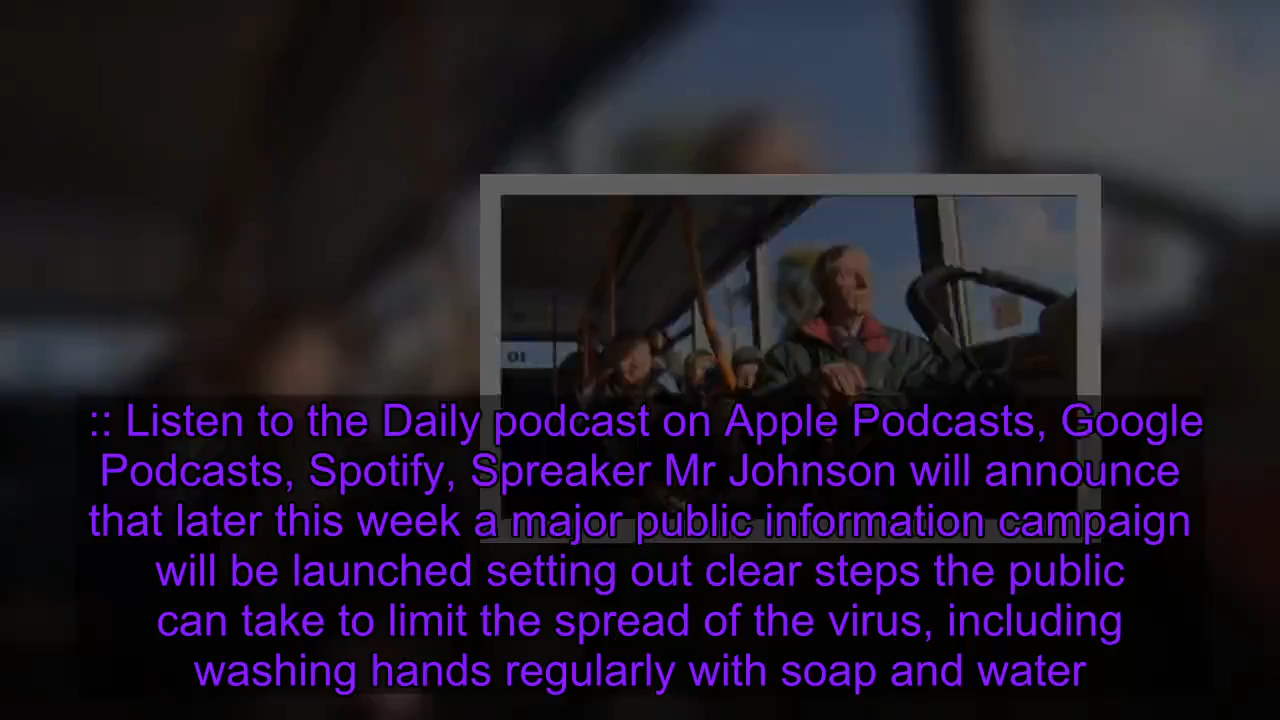 :: Listen to the Daily podcast on Apple Podcasts, Google
Podcasts, Spotify, Spreaker Mr Johnson will announce
that later this week a major public information campaign
will be launched setting out clear steps the public
can take to limit the spread of the virus, including
washing hands regularly with soap and water